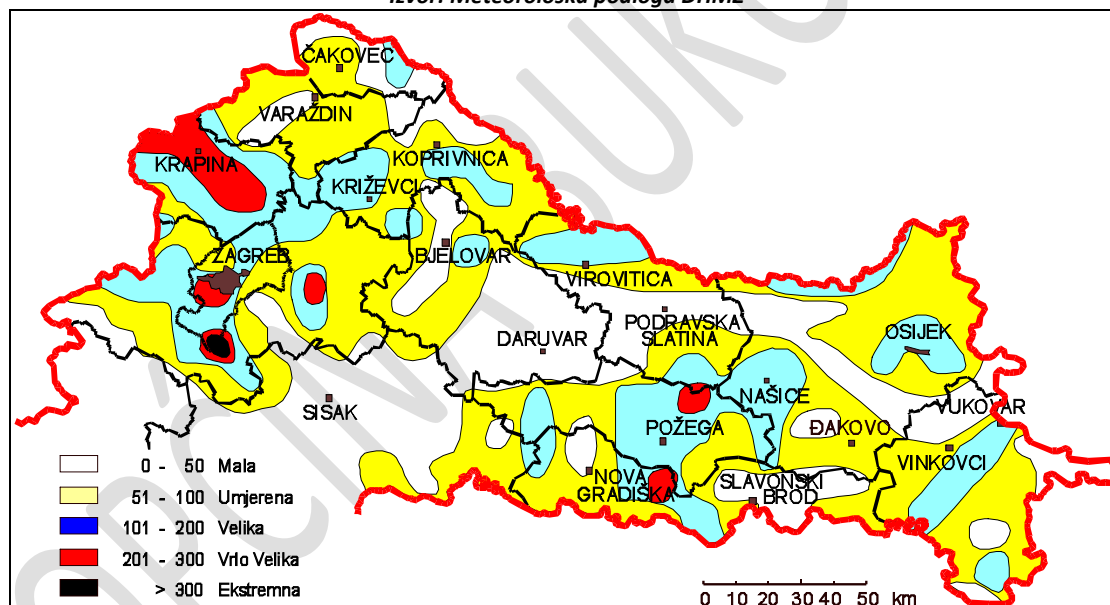 Izvor: Meteorološka podloga DHMZ
ČAKOVEC
VARAŽDIN
KRAPINA
KOPRIVNICA
KRIŽEVCI
ZAGREB
BJELOVAR
VIROVITICA
DARUVAR
PODRAVSKA
SLATINA
OSIJEK
NAŠICE
SISAK
VUKOVAR
POŽEGA
ĐAKOVO
VINKOVCI
NOVA
GRADIŠKA
SLAVONSKI
BROD
0 - 50 Mala
51 - 100 Umjerena
101 - 200 Velika
201 - 300 Vrlo Velika
> 300 Ekstremna
0 10 20 30 40 50 km